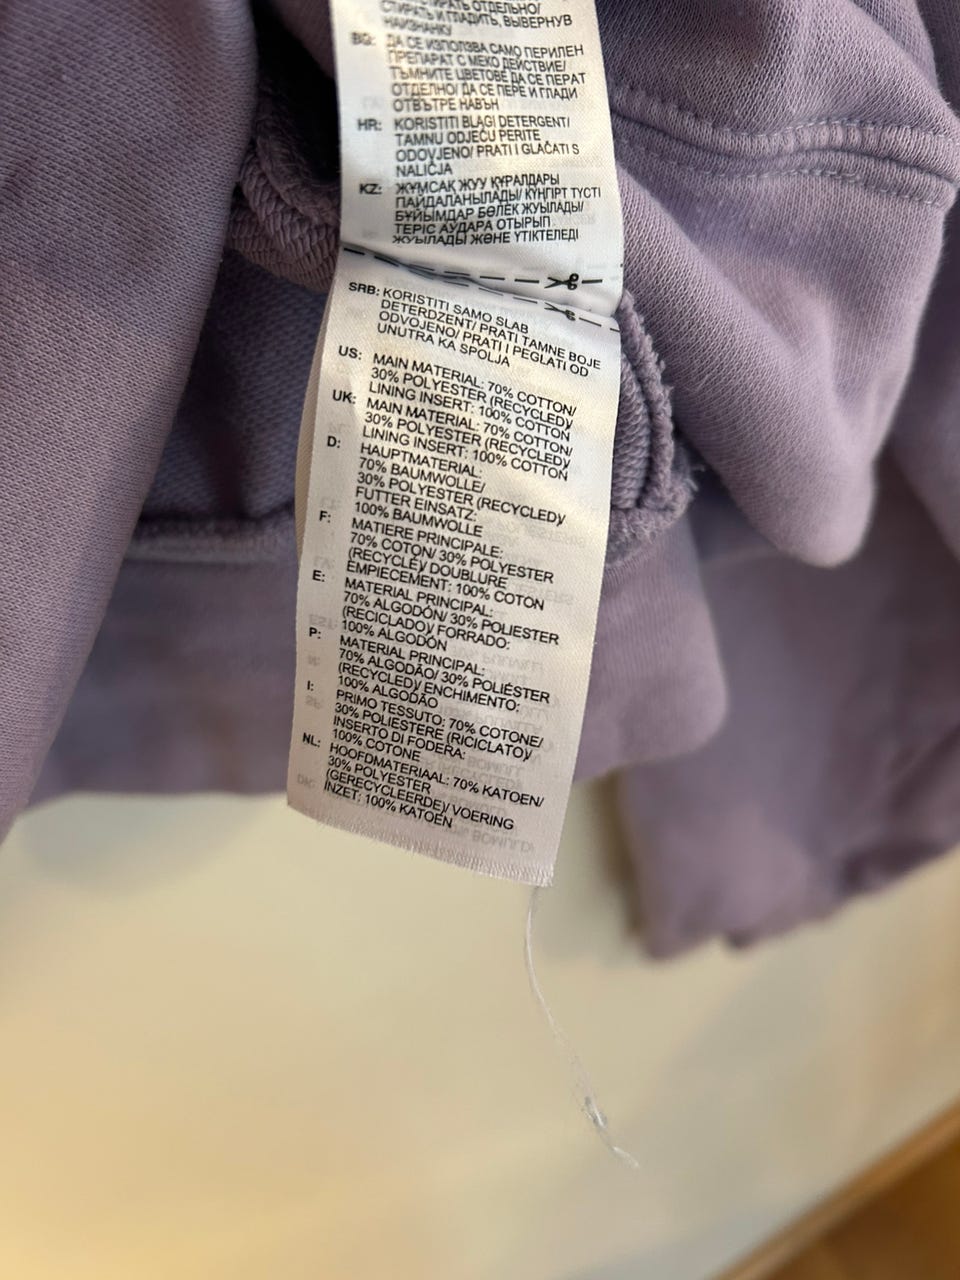 СТИРАТЬ И ГЛАДИТЬ, ВЫВЕРНУВ
НАИЗНАНКУ
BG: ДА СЕ ИЗПОЛЗВА САМО ПЕРИЛЕН
ПРЕПАРАТ С МЕКО ДЕЙСТВИЕ/
ТЪМНИТЕ ЦВЕТОВЕ ДА СЕ ПЕРАТ
ОТДЕЛНО/ ДА СЕ ПЕРЕ И ГЛАДИ
ОТВЪТРЕ НАВЪН
HR: KORISTITI BLAGI DETERGENT/
TAMNU ODJEĆU PERITE
ODOVJENO/ PRATI I GLAČATI S
NALIČJA
KZ: ЖҰМСАҚ ЖУУ ҚҰРАЛДАРЫ
ПАЙДАЛАНЫЛАДЫ/ КҮҢГІРТ ТҮСТІ
БҰЙЫМДАР БӨЛЕК ЖУЫЛАДЫ/
ТЕРІС АУДАРА ОТЫРЫП
ЖУЫЛАДЫ ЖӘНЕ ҮТІКТЕЛЕДІ
SRB: KORISTITI SAMO SLAB
DETERDZENT/ PRATI TAMNE BOJE
ODVOJENO/ PRATI I PEGLATI OD
UNUTRA KA SPOLJA
US: MAIN MATERIAL: 70% COTTON/
30% POLYESTER (RECYCLED)/
LINING INSERT: 100% COTTON
UK: MAIN MATERIAL: 70% COTTON/
30% POLYESTER (RECYCLED)/
LINING INSERT: 100% COTTON
D: HAUPTMATERIAL:
70% BAUMWOLLE/
30% POLYESTER (RECYCLED)/
FUTTER EINSATZ:
100% BAUMWOLLE
F: MATIERE PRINCIPALE:
70% COTON/ 30% POLYESTER
(RECYCLÉ)/ DOUBLURE
EMPIECEMENT: 100% COTON
E: MATERIAL PRINCIPAL:
70% ALGODÓN/ 30% POLIESTER
(RECICLADO)/ FORRADO:
100% ALGODÓN
P: MATERIAL PRINCIPAL:
70% ALGODÃO/ 30% POLIÉSTER
(RECYCLED)/ ENCHIMENTO:
100% ALGODÃO
I: PRIMO TESSUTO: 70% COTONE/
30% POLIESTERE (RICICLATO)/
INSERTO DI FODERA:
100% COTONE
NL: HOOFDMATERIAAL: 70% KATOEN/
30% POLYESTER
(GERECYCLEERDE)/ VOERING
INZET: 100% KATOEN